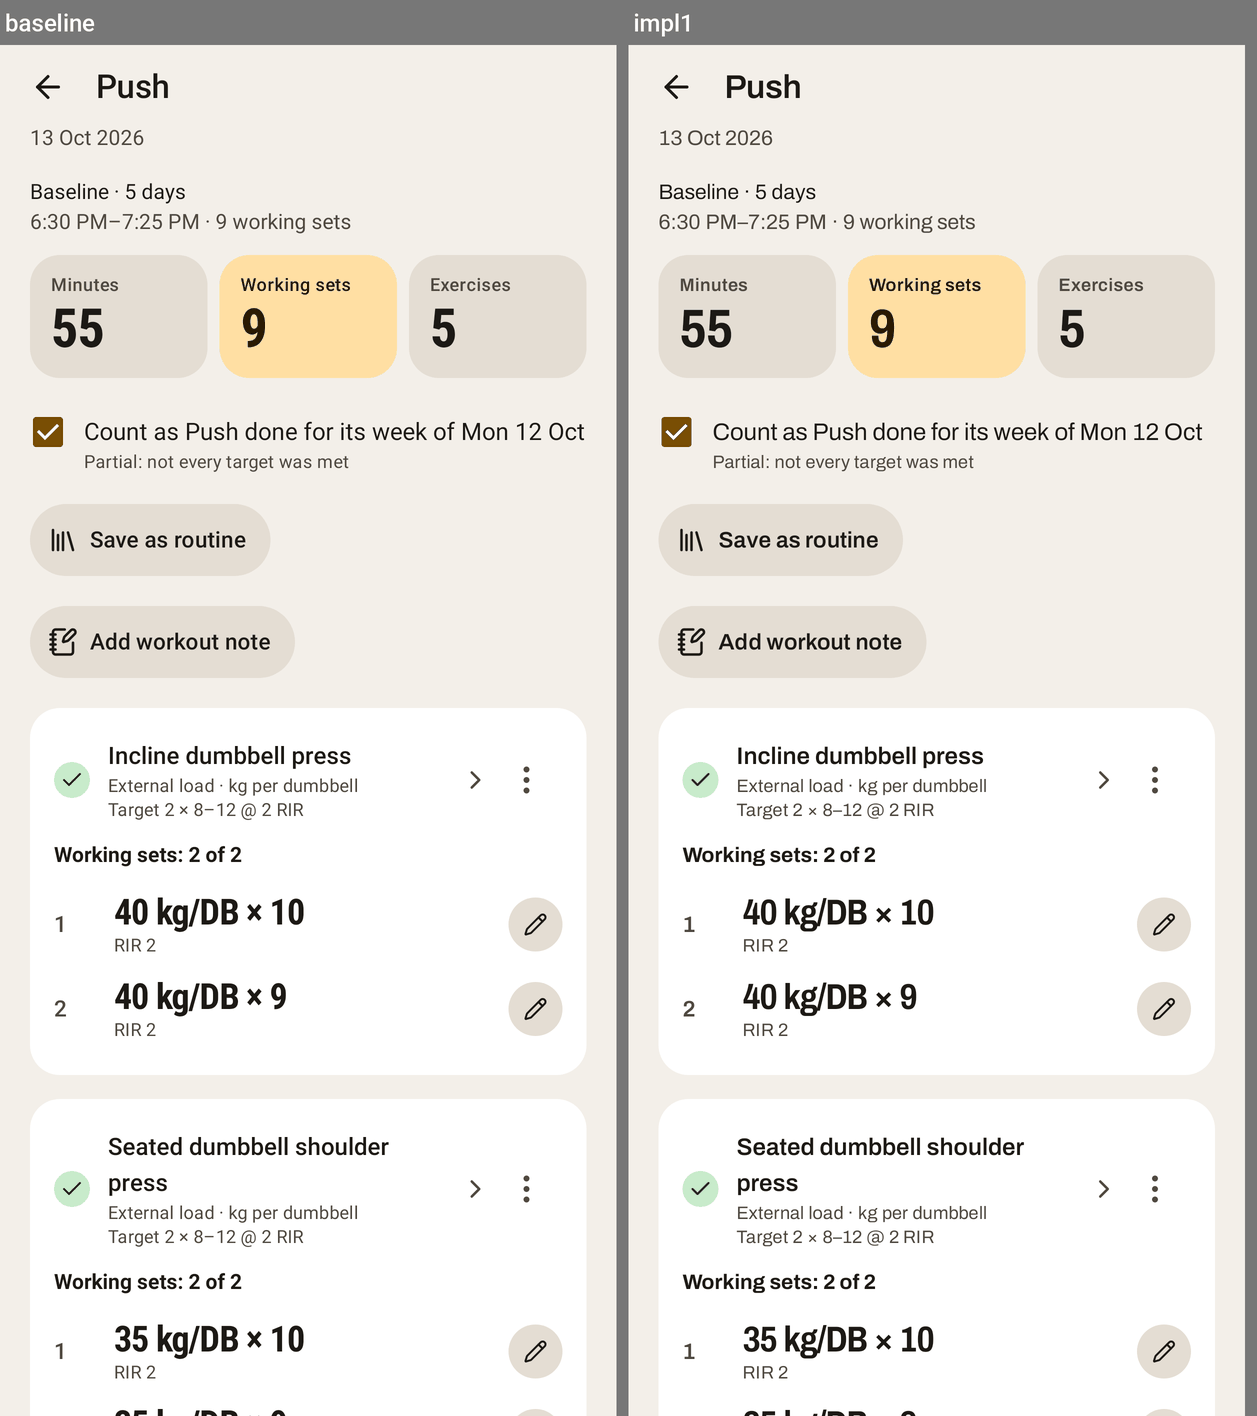 baseline
Push
13 Oct 2026
Baseline · 5 days
6:30 PM–7:25 PM · 9 working sets
Minutes
55
Working sets
9
Exercises
5
Count as Push done for its week of Mon 12 Oct
Partial: not every target was met
Save as routine
Add workout note
Incline dumbbell press
External load · kg per dumbbell
Target 2 × 8–12 @ 2 RIR
Working sets: 2 of 2
1
40 kg/DB × 10
RIR 2
2
40 kg/DB × 9
RIR 2
Seated dumbbell shoulder
press
External load · kg per dumbbell
Target 2 × 8–12 @ 2 RIR
Working sets: 2 of 2
1
35 kg/DB × 10
RIR 2
impl1
Push
13 Oct 2026
Baseline · 5 days
6:30 PM–7:25 PM · 9 working sets
Minutes
55
Working sets
9
Exercises
5
Count as Push done for its week of Mon 12 Oct
Partial: not every target was met
Save as routine
Add workout note
Incline dumbbell press
External load · kg per dumbbell
Target 2 × 8–12 @ 2 RIR
Working sets: 2 of 2
1
40 kg/DB × 10
RIR 2
2
40 kg/DB × 9
RIR 2
Seated dumbbell shoulder
press
External load · kg per dumbbell
Target 2 × 8–12 @ 2 RIR
Working sets: 2 of 2
1
35 kg/DB × 10
RIR 2